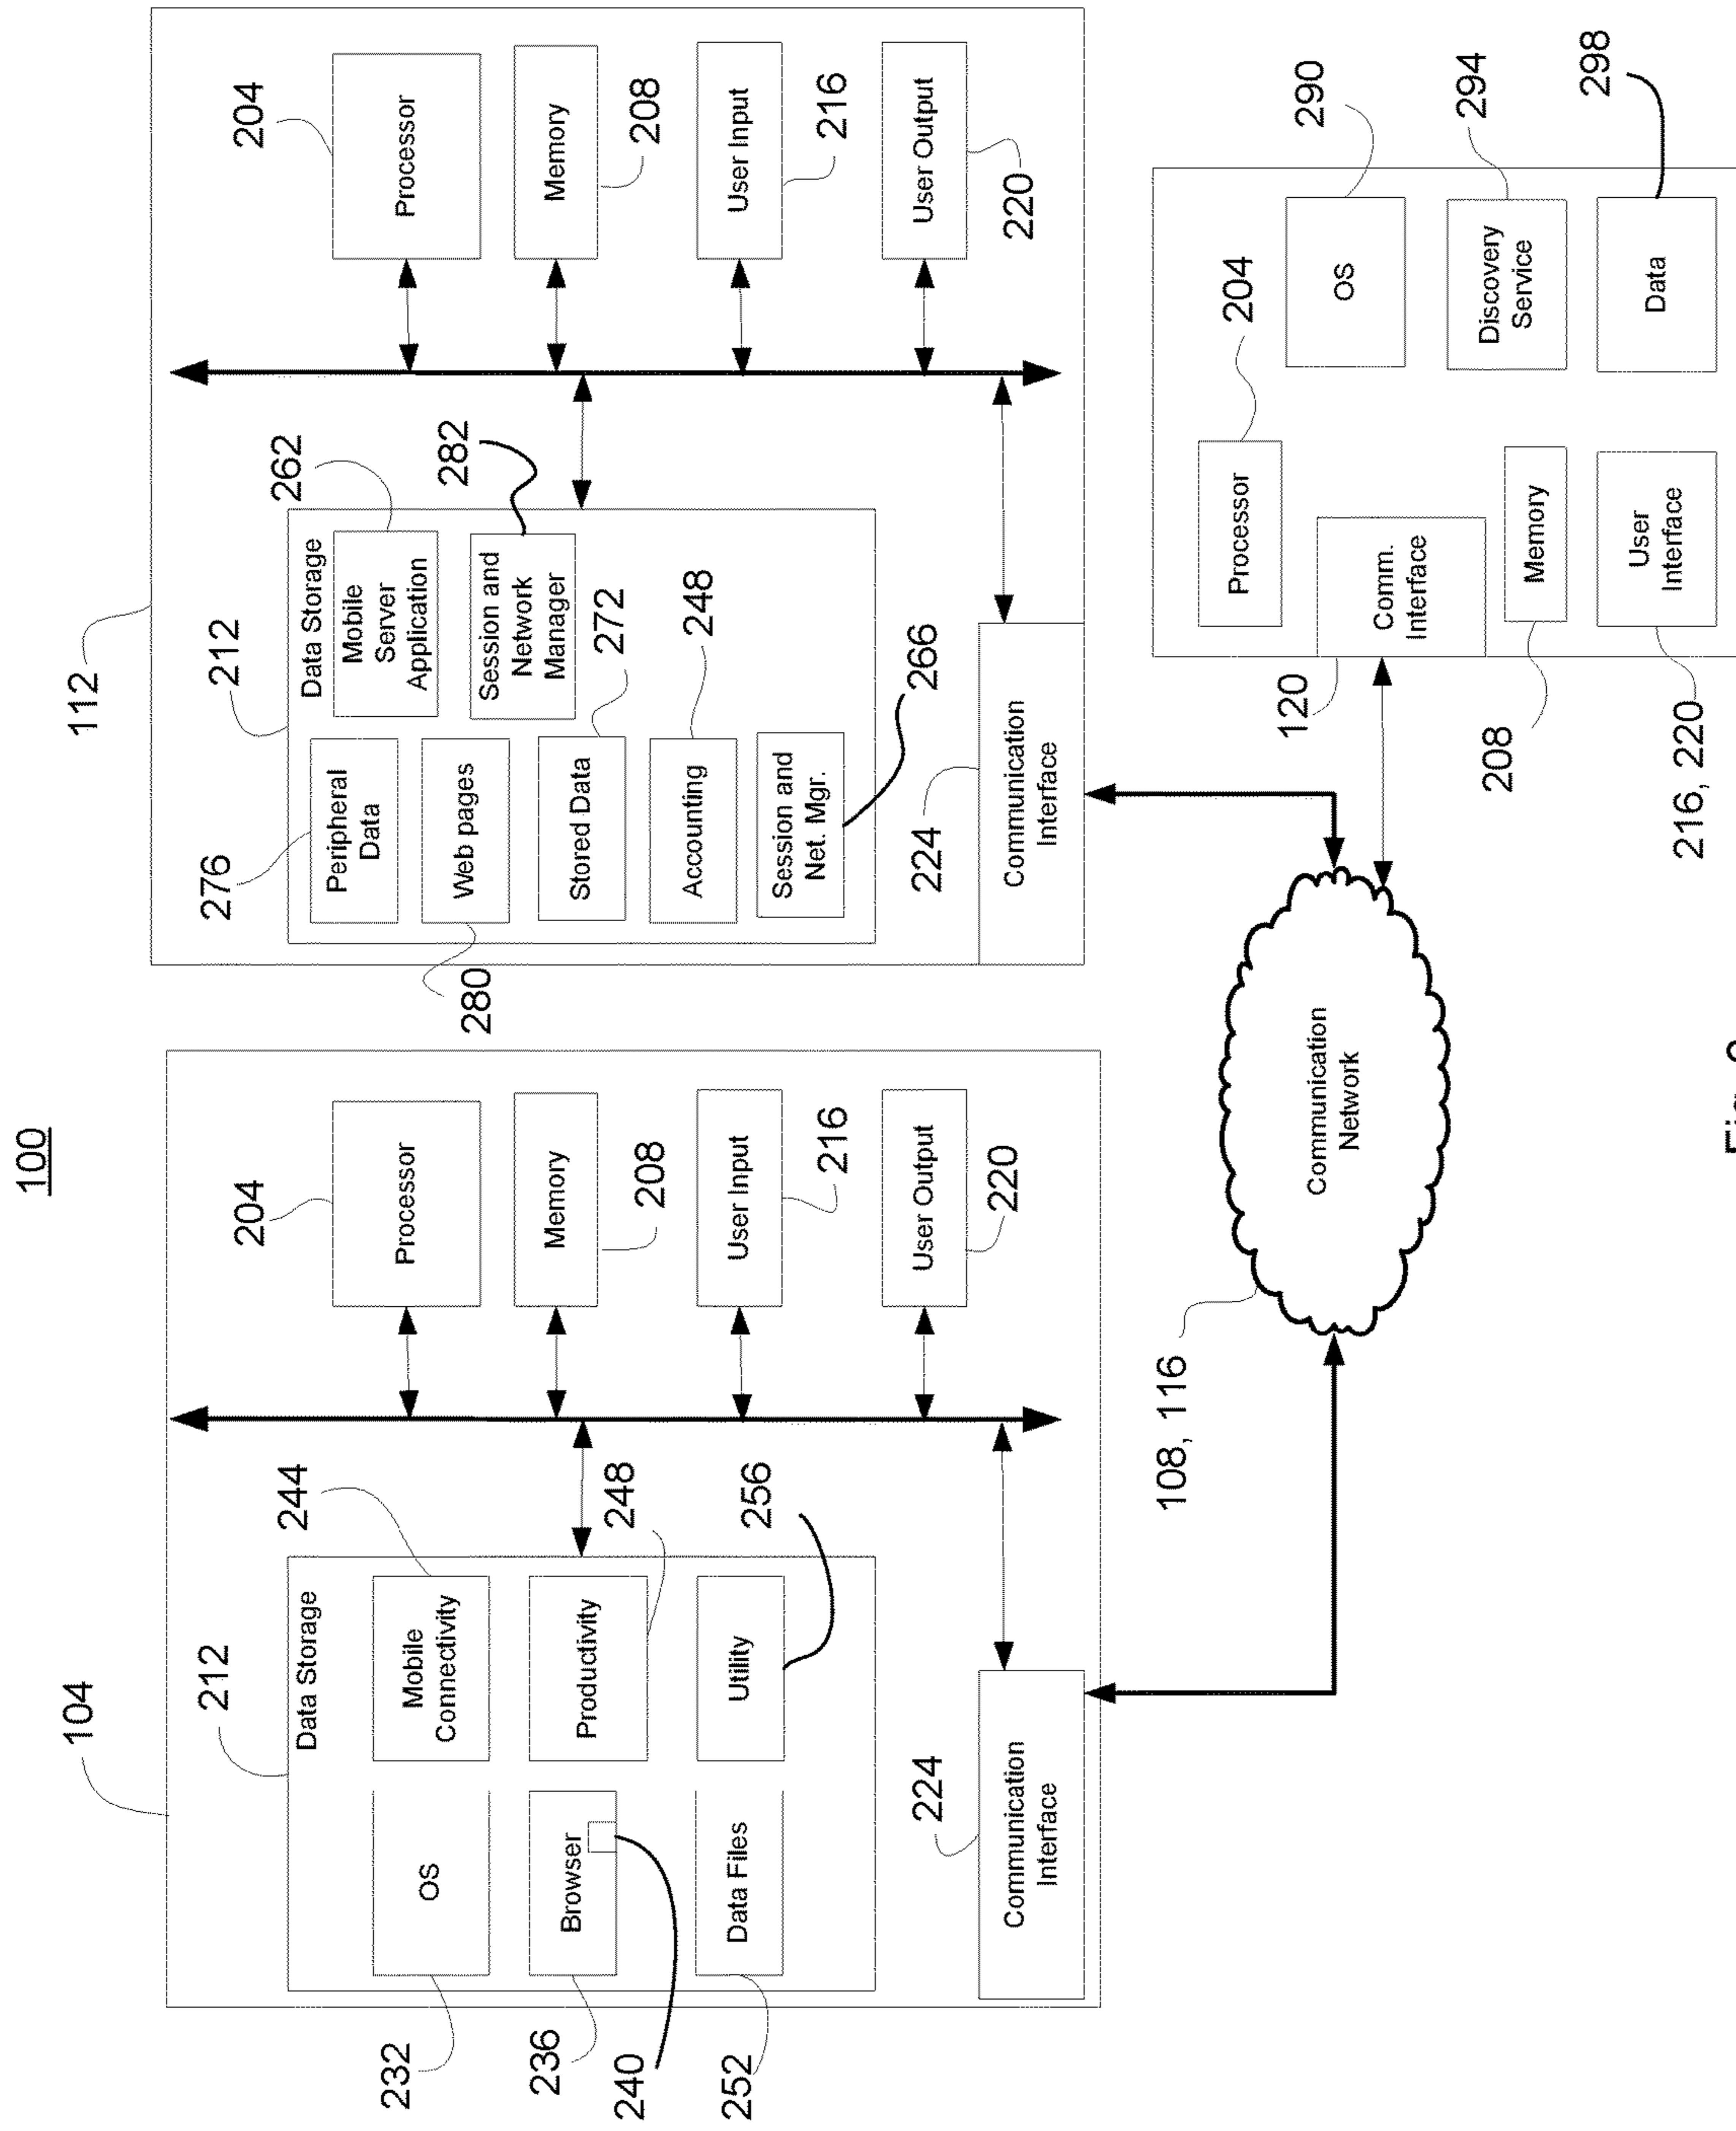 100
104
212
Data Storage
232
OS
Mobile
Connectivity
244
236
Browser
240
Productivity
248
252
Data Files
Utility
256
204
Processor
Memory
208
User Input
216
User Output
220
224
Communication
Interface
112
212
Data Storage
276
Peripheral
Data
Mobile
Server
Application
262
280
Web pages
Session and
Network
Manager
282
Stored Data
272
Accounting
248
Session and
Net. Mgr.
266
204
Processor
Memory
208
User Input
216
User Output
220
224
Communication
Interface
108, 116
Communication
Network
120
Comm.
Interface
Processor
204
OS
290
Memory
208
Discovery
Service
294
User
Interface
216, 220
Data
298
Fig.